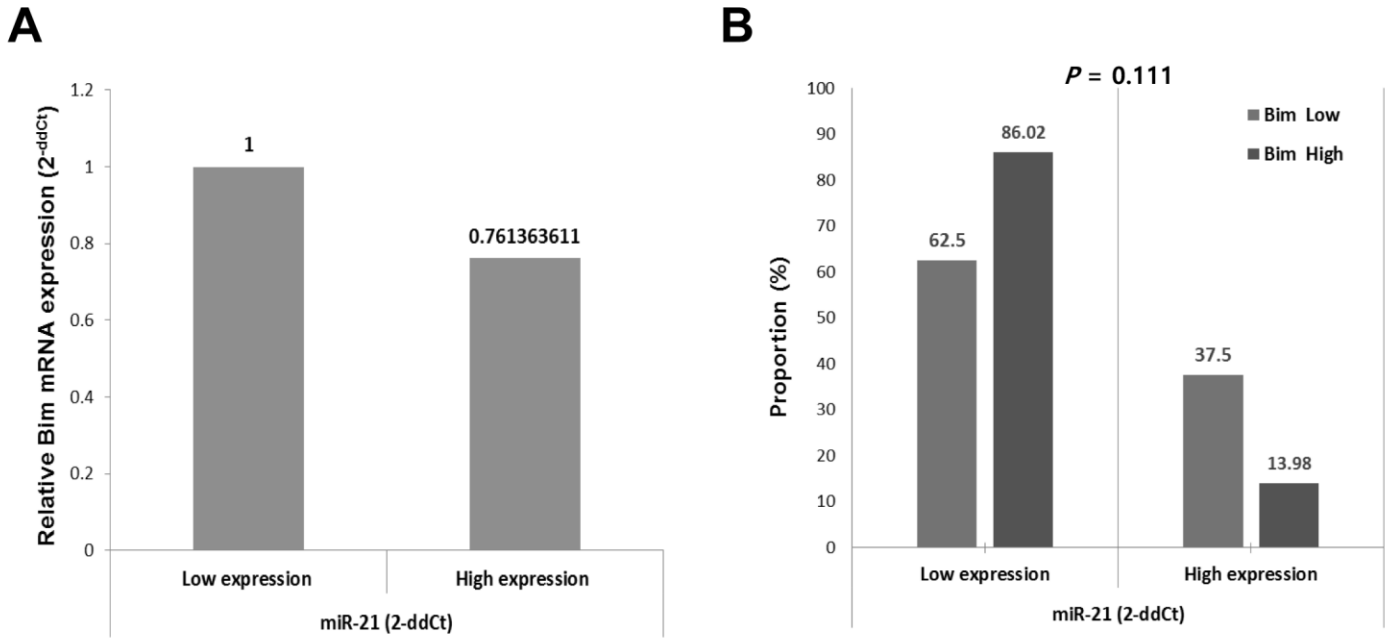 A
Relative Bim mRNA expression (2-ddCt)
1.2
1
0.8
0.6
0.4
0.2
0
1
0.761363611
Low expression
High expression
miR-21 (2-ddCt)
B
P = 0.111
Proportion (%)
100
90
80
70
60
50
40
30
20
10
0
Bim Low
Bim High
62.5
86.02
37.5
13.98
Low expression
High expression
miR-21 (2-ddCt)